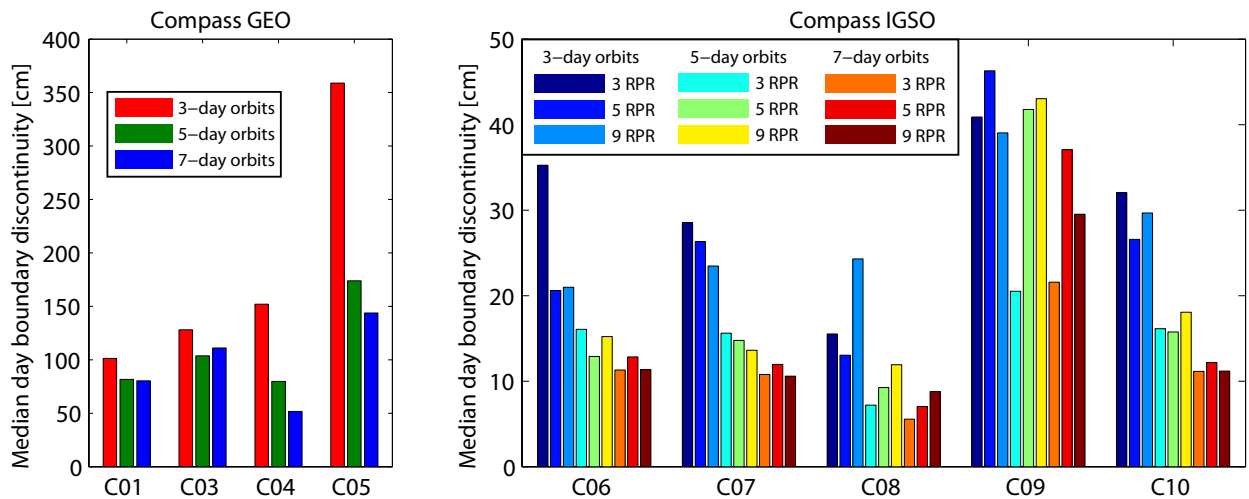 Compass GEO
Median day boundary discontinuity [cm]
400
350
300
250
200
150
100
50
0
3−day orbits
5−day orbits
7−day orbits
C01 C03 C04 C05
Compass IGSO
Median day boundary discontinuity [cm]
50
40
30
20
10
0
3−day orbits 5−day orbits 7−day orbits
3 RPR 3 RPR 3 RPR
5 RPR 5 RPR 5 RPR
9 RPR 9 RPR 9 RPR
C06 C07 C08 C09 C10